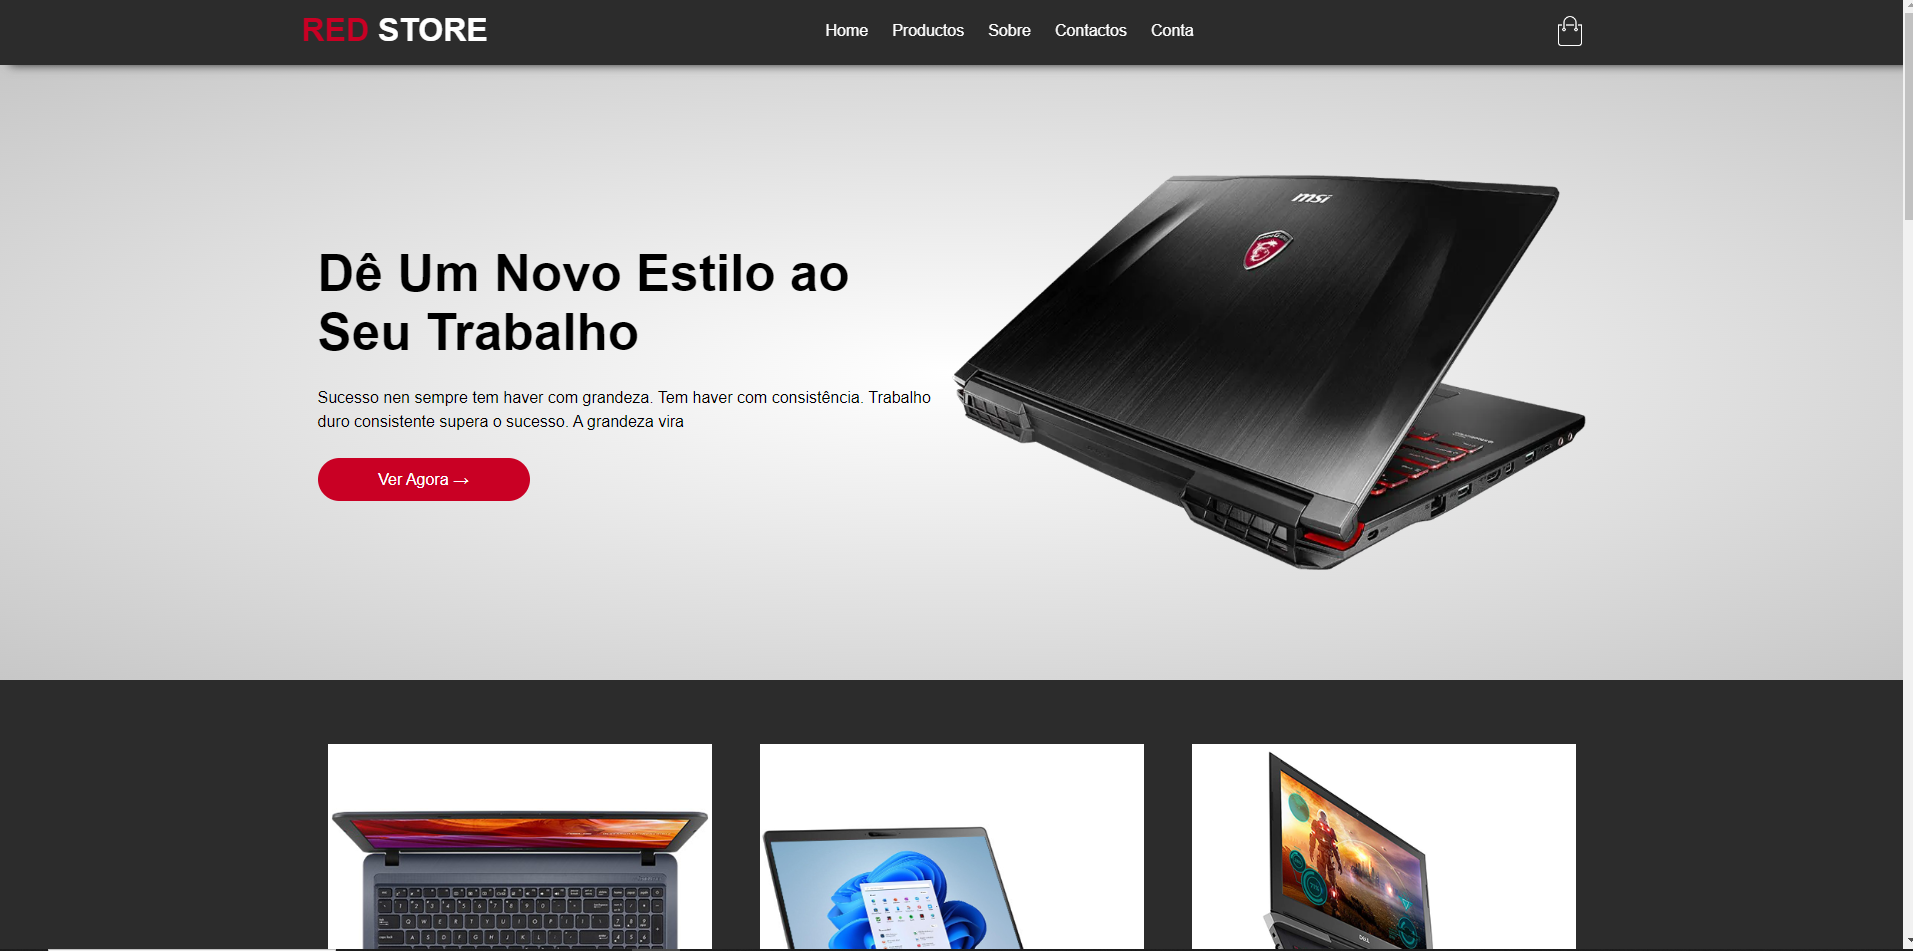 RED STORE
Home Productos Sobre Contactos Conta
msi
Dê Um Novo Estilo ao
Seu Trabalho
Sucesso nen sempre tem haver com grandeza. Tem haver com consistência. Trabalho
duro consistente supera o sucesso. A grandeza vira
Ver Agora →
DELL